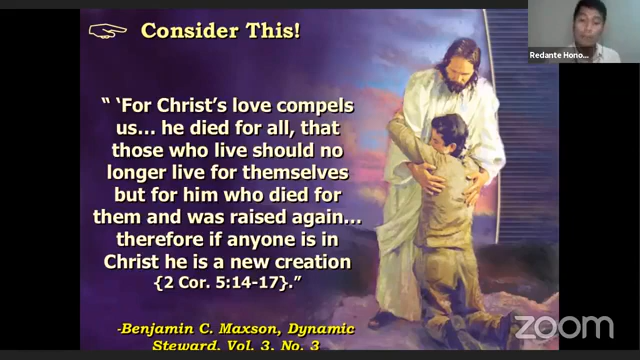 Consider This!
“ ‘For Christ’s love compels
us… he died for all, that
those who live should no
longer live for themselves
but for him who died for
them and was raised again…
therefore if anyone is in
Christ he is a new creation
{2 Cor. 5:14-17}.”
-Benjamin C. Maxson, Dynamic
Steward, Vol. 3, No. 3
Redante Hono...
zoom